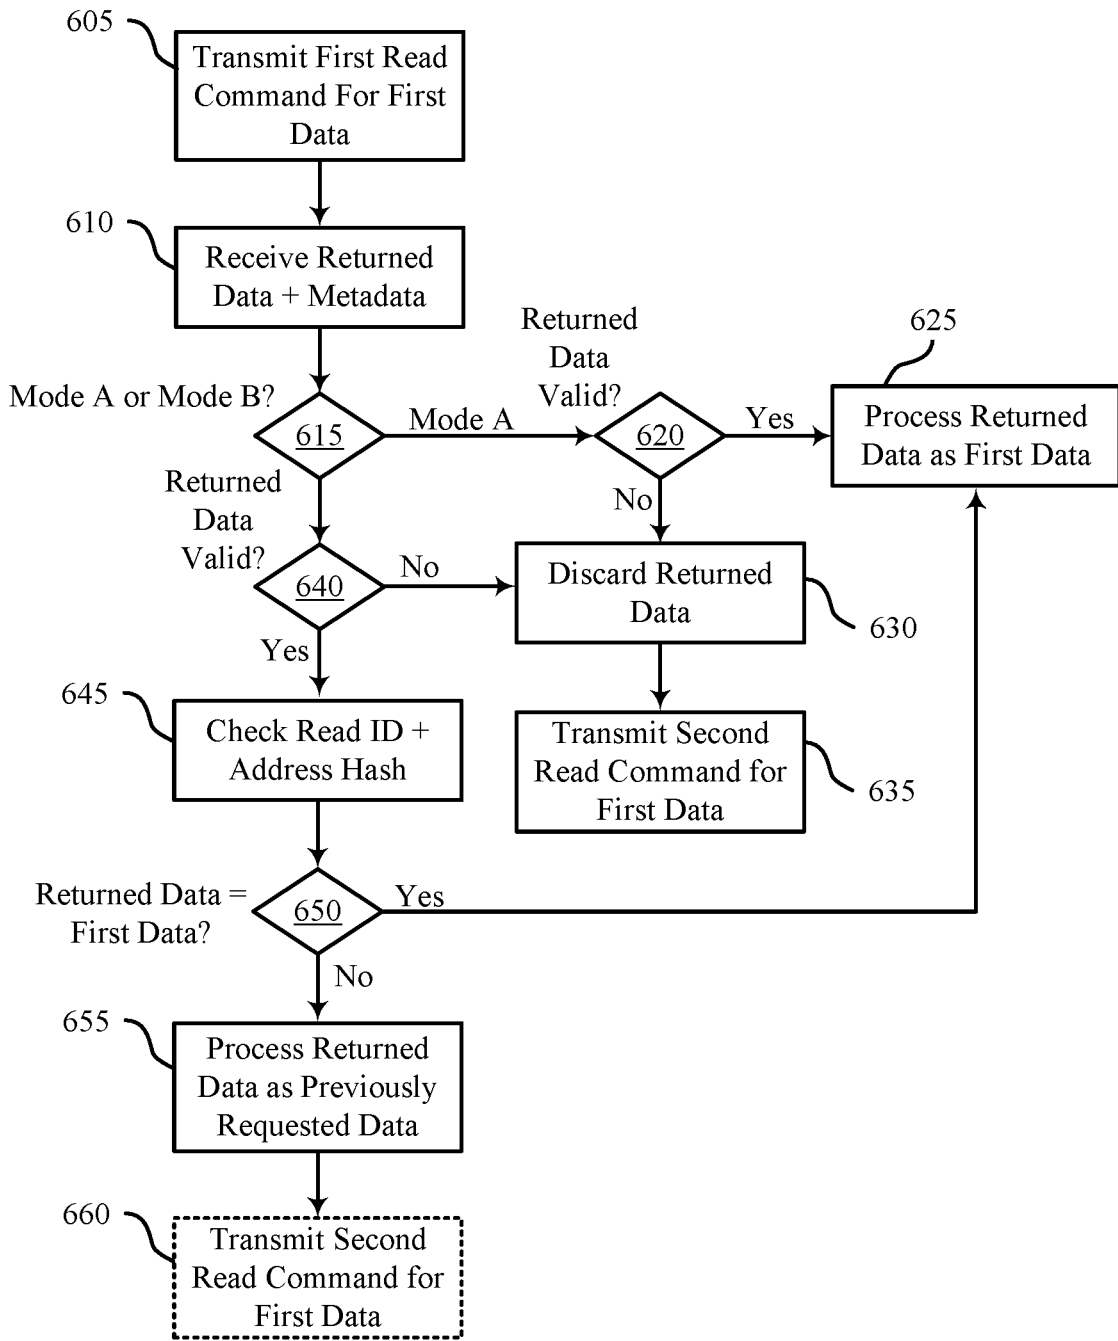 605
Transmit First Read
Command For First
Data
610
Receive Returned
Data + Metadata
Mode A or Mode B?
615
Mode A
Returned
Data
Valid?
620
Yes
625
Process Returned
Data as First Data
No
Returned
Data
Valid?
640
No
Discard Returned
Data
630
Yes
645
Check Read ID +
Address Hash
Transmit Second
Read Command for
First Data
635
Returned Data =
First Data?
650
Yes
No
655
Process Returned
Data as Previously
Requested Data
660
Transmit Second
Read Command for
First Data